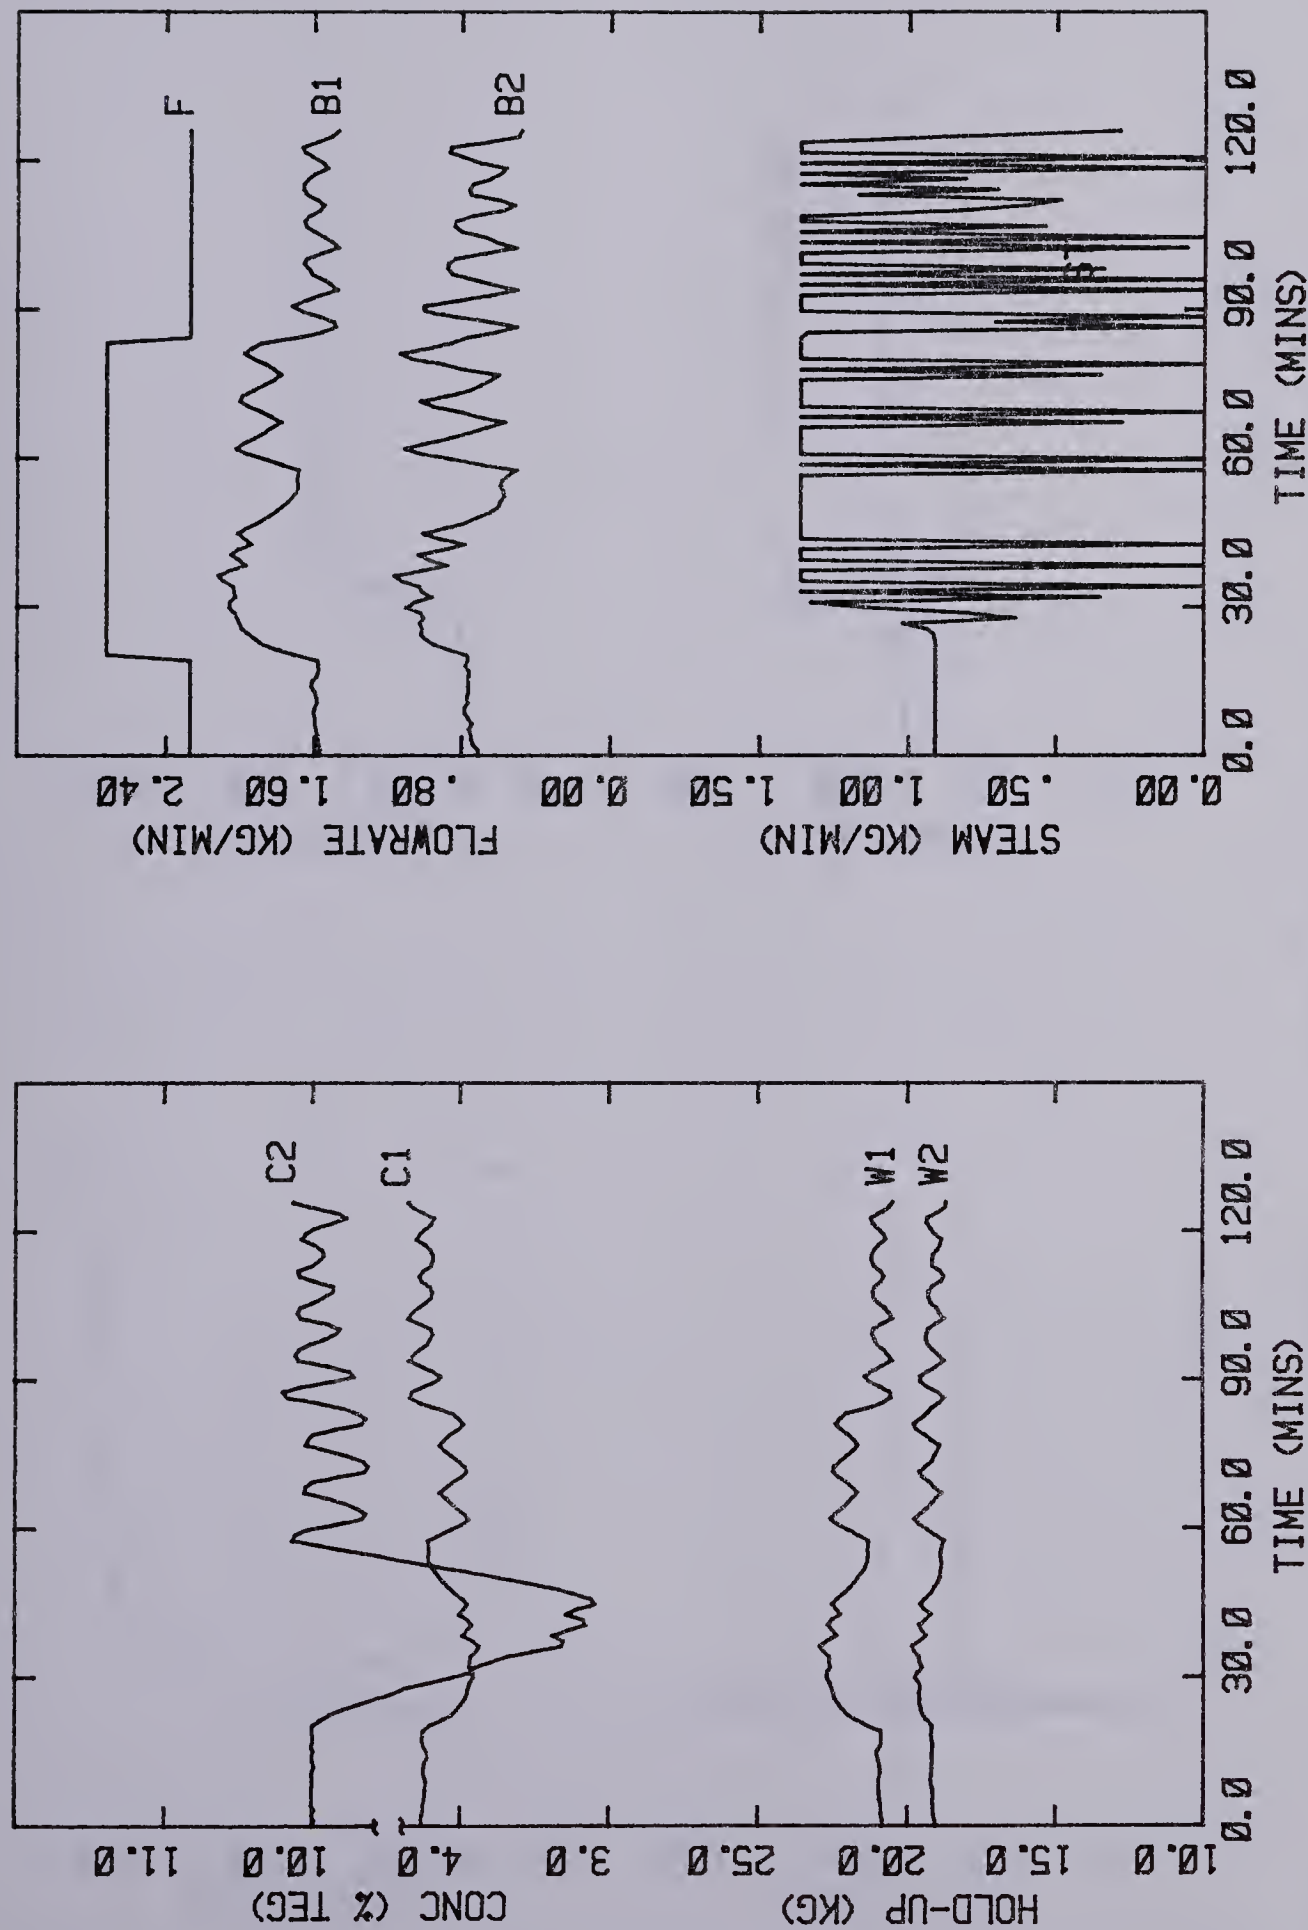 FLOWRATE (KG/MIN)
2.40
1.60
.80
0.00
F
B1
B2
STEAM (KG/MIN)
1.50
1.00
.50
0.00
S
0.0 30.0 60.0 90.0 120.0
TIME (MINS)
CONC (% TEG)
11.0
10.0
4.0
3.0
C2
C1
HOLD-UP (KG)
25.0
20.0
15.0
10.0
W1
W2
0.0 30.0 60.0 90.0 120.0
TIME (MINS)